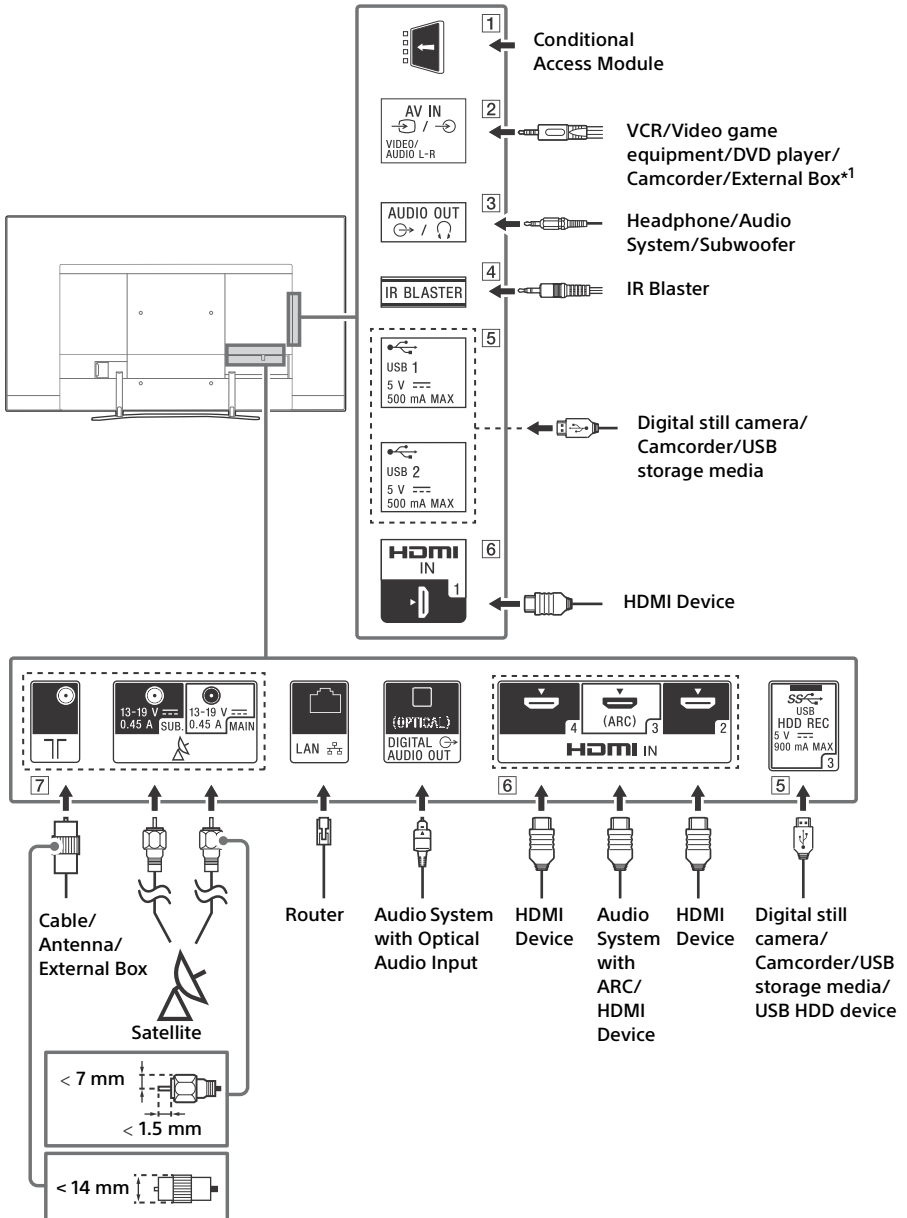 1
Conditional
Access Module
AV IN
/
VIDEO/
AUDIO L-R
2
VCR/Video game
equipment/DVD player/
Camcorder/External Box*1
AUDIO OUT
/
3
Headphone/Audio
System/Subwoofer
4
IR BLASTER
IR Blaster
5
USB 1
5 V
500 mA MAX
USB 2
5 V
500 mA MAX
Digital still camera/
Camcorder/USB
storage media
HDMI
IN
1
6
HDMI Device
13-19 V
0.45 A SUB.
13-19 V
0.45 A MAIN
LAN
(OPTICAL)
DIGITAL
AUDIO OUT
4
(ARC) 3
2
HDMI IN
SS
USB
HDD REC
5 V
900 mA MAX
3
7
6
5
Cable/
Antenna/
External Box
Satellite
Router
Audio System
with Optical
Audio Input
HDMI
Device
Audio
System
with
ARC/
HDMI
Device
HDMI
Device
Digital still
camera/
Camcorder/USB
storage media/
USB HDD device
< 7 mm
< 1.5 mm
< 14 mm